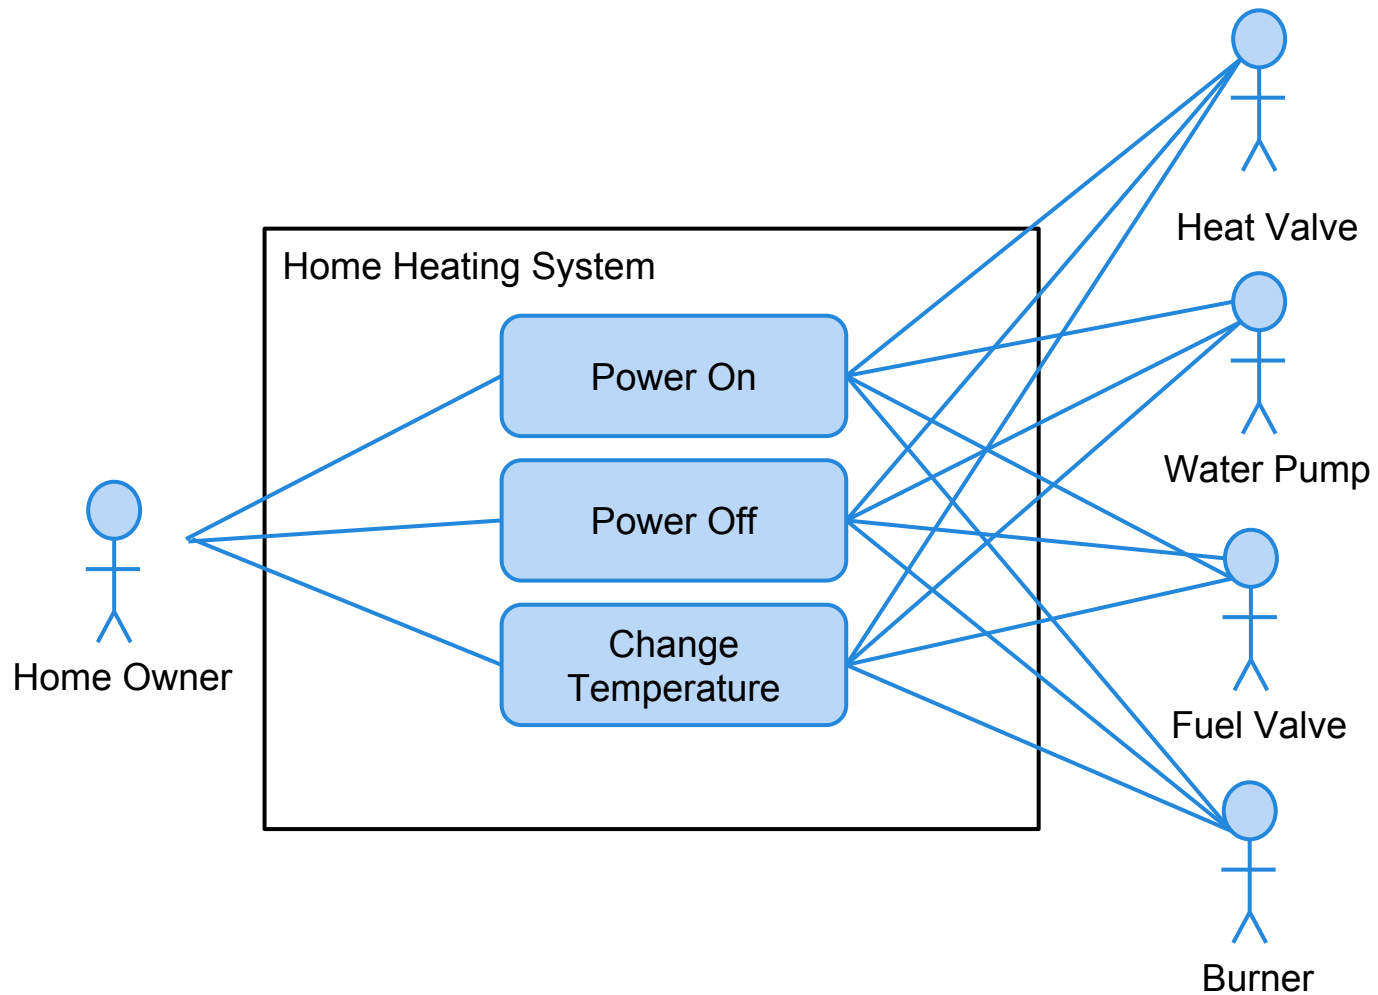 Heat Valve
Home Heating System
Power On
Water Pump
Power Off
Change
Temperature
Home Owner
Fuel Valve
Burner